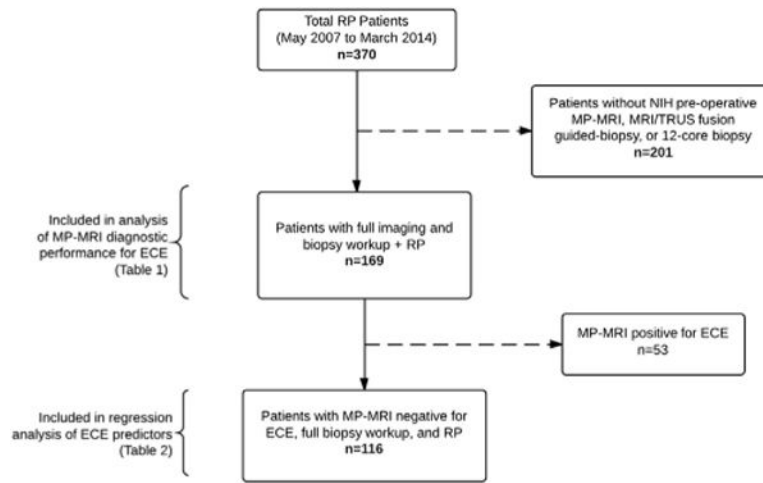 Total RP Patients
(May 2007 to March 2014)
n=370
Patients without NIH pre-operative
MP-MRI, MRI/TRUS fusion
guided-biopsy, or 12-core biopsy
n=201
Included in analysis
of MP-MRI diagnostic
performance for ECE
(Table 1)
Patients with full imaging and
biopsy workup + RP
n=169
MP-MRI positive for ECE
n=53
Included in regression
analysis of ECE predictors
(Table 2)
Patients with MP-MRI negative for
ECE, full biopsy workup, and RP
n=116